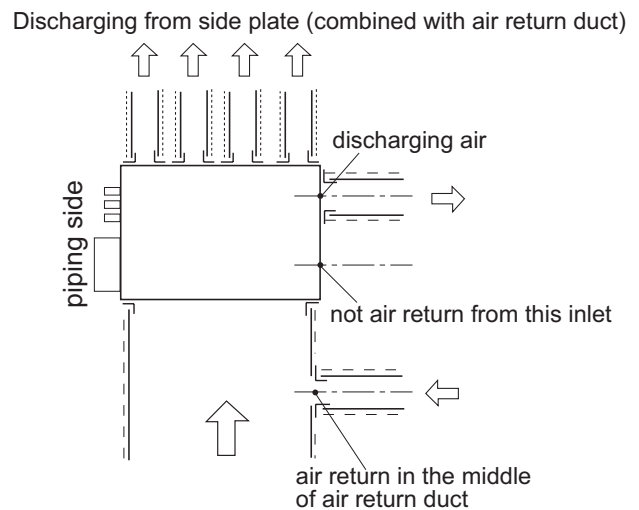 Discharging from side plate (combined with air return duct)
discharging air
piping side
not air return from this inlet
air return in the middle
of air return duct